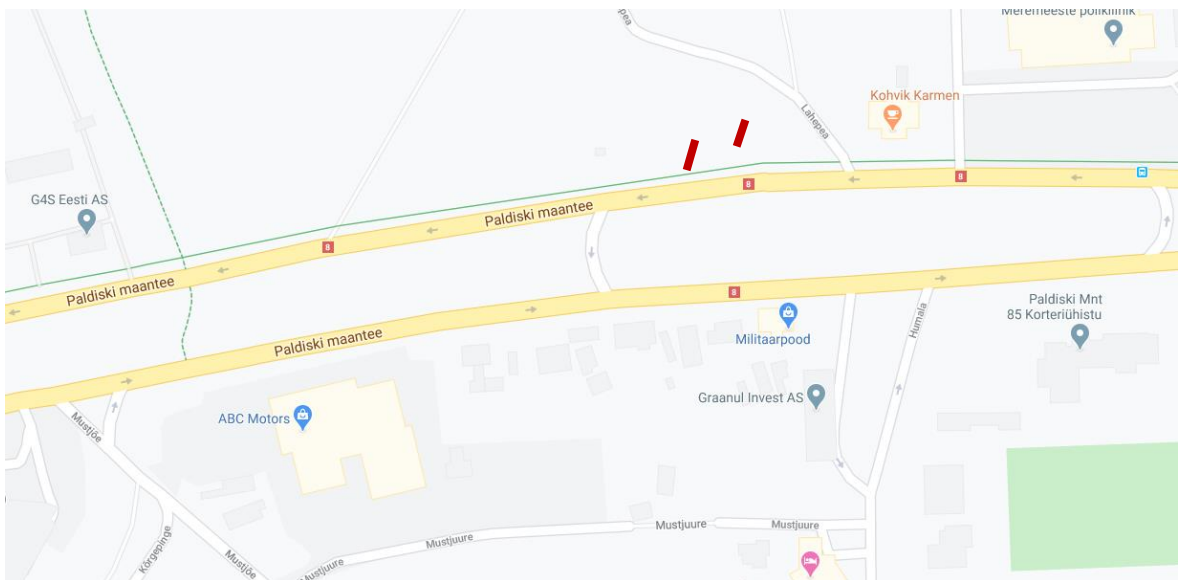 Meremeeste polikliinik
Kohvik Karmen
Lahepea
8
8
G4S Eesti AS
Paldiski maantee
8
Paldiski maantee
8
Paldiski Mnt
85 Korteriühistu
Militaarpood
Humala
Paldiski maantee
Graanul Invest AS
ABC Motors
Mustjõe
Mustjuure
Mustjuure
Mustjuure
Mustjõe
Kõrgepinge
Mustjuure